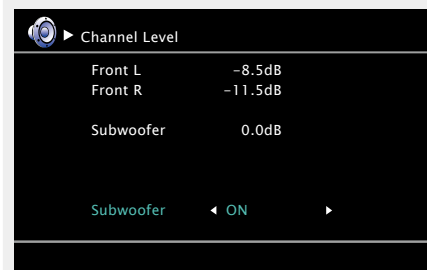 Channel Level
Front L −8.5dB
Front R −11.5dB
Subwoofer 0.0dB
Subwoofer ON